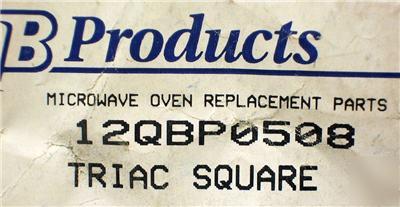 B Products
MICROWAVE OVEN REPLACEMENT PARTS
12QBP0508
TRIAC SQUARE